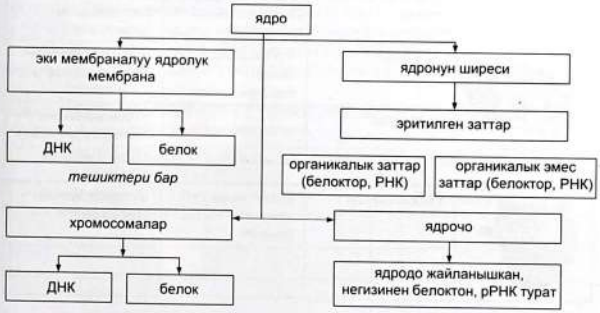 ядро
эки мембраналуу ядролук
мембрана
ядронун ширеси
эритилген заттар
ДНК
белок
тешиктери бар
органикалык заттар
(белоктор, РНК)
органикалык эмес
заттар (белоктор, РНК)
хромосомалар
ядрочо
ДНК
белок
ядродо жайланышкан,
негизинен белоктон, рРНК турат